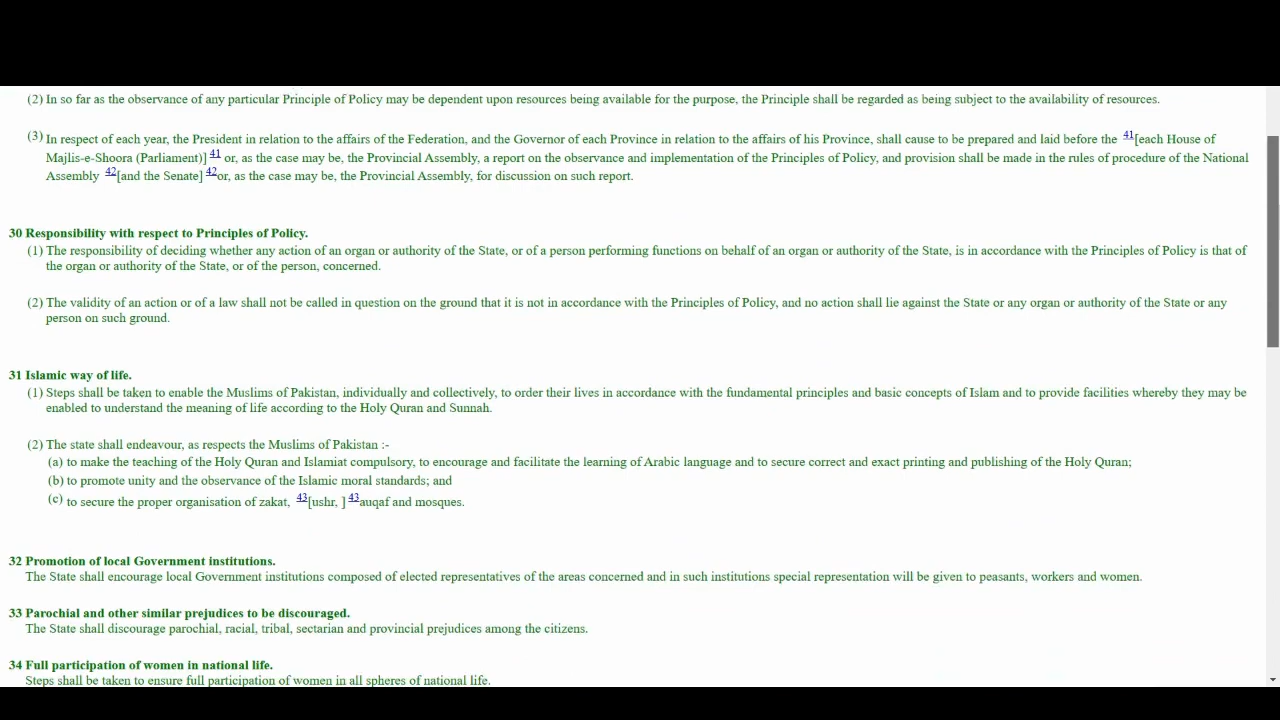 (2) In so far as the observance of any particular Principle of Policy may be dependent upon resources being available for the purpose, the Principle shall be regarded as being subject to the availability of resources.
(3) In respect of each year, the President in relation to the affairs of the Federation, and the Governor of each Province in relation to the affairs of his Province, shall cause to be prepared and laid before the 41[each House of
Majlis-e-Shoora (Parliament)] 41 or, as the case may be, the Provincial Assembly, a report on the observance and implementation of the Principles of Policy, and provision shall be made in the rules of procedure of the National
Assembly 42[and the Senate] 42or, as the case may be, the Provincial Assembly, for discussion on such report.
30 Responsibility with respect to Principles of Policy.
(1) The responsibility of deciding whether any action of an organ or authority of the State, or of a person performing functions on behalf of an organ or authority of the State, is in accordance with the Principles of Policy is that of
the organ or authority of the State, or of the person, concerned.
(2) The validity of an action or of a law shall not be called in question on the ground that it is not in accordance with the Principles of Policy, and no action shall lie against the State or any organ or authority of the State or any
person on such ground.
31 Islamic way of life.
(1) Steps shall be taken to enable the Muslims of Pakistan, individually and collectively, to order their lives in accordance with the fundamental principles and basic concepts of Islam and to provide facilities whereby they may be
enabled to understand the meaning of life according to the Holy Quran and Sunnah.
(2) The state shall endeavour, as respects the Muslims of Pakistan :-
(a) to make the teaching of the Holy Quran and Islamiat compulsory, to encourage and facilitate the learning of Arabic language and to secure correct and exact printing and publishing of the Holy Quran;
(b) to promote unity and the observance of the Islamic moral standards; and
(c) to secure the proper organisation of zakat, 43[ushr, ] 43auqaf and mosques.
32 Promotion of local Government institutions.
The State shall encourage local Government institutions composed of elected representatives of the areas concerned and in such institutions special representation will be given to peasants, workers and women.
33 Parochial and other similar prejudices to be discouraged.
The State shall discourage parochial, racial, tribal, sectarian and provincial prejudices among the citizens.
34 Full participation of women in national life.
Steps shall be taken to ensure full participation of women in all spheres of national life.